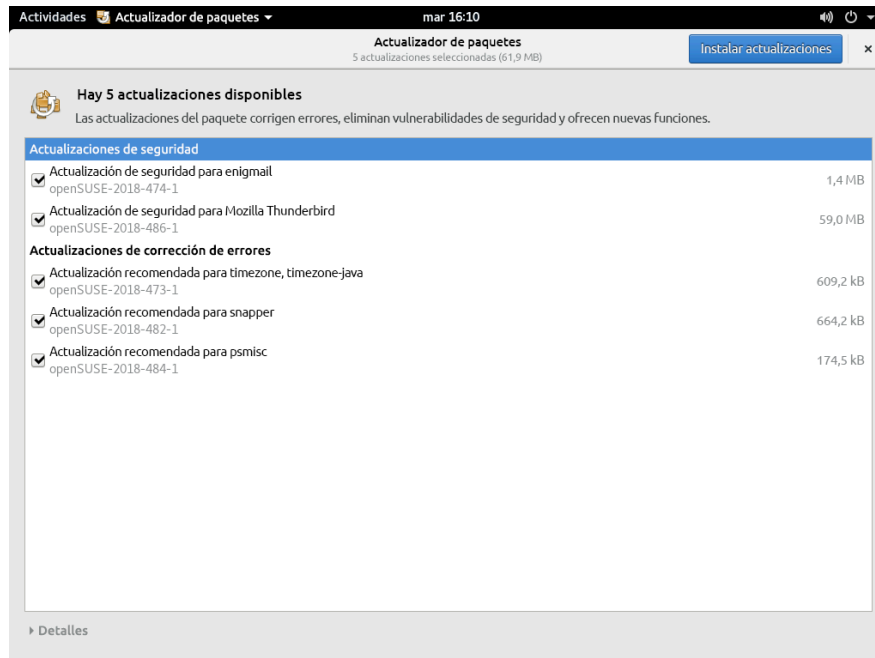 Actividades Actualizador de paquetes mar 16:10
Actualizador de paquetes
5 actualizaciones seleccionadas (61,9 MB)
Instalar actualizaciones
Hay 5 actualizaciones disponibles
Las actualizaciones del paquete corrigen errores, eliminan vulnerabilidades de seguridad y ofrecen nuevas funciones.
Actualizaciones de seguridad
Actualización de seguridad para enigmail
openSUSE-2018-474-1
1,4 MB
Actualización de seguridad para Mozilla Thunderbird
openSUSE-2018-486-1
59,0 MB
Actualizaciones de corrección de errores
Actualización recomendada para timezone, timezone-java
openSUSE-2018-473-1
609,2 kB
Actualización recomendada para snapper
openSUSE-2018-482-1
664,2 kB
Actualización recomendada para psmisc
openSUSE-2018-484-1
174,5 kB
Detalles